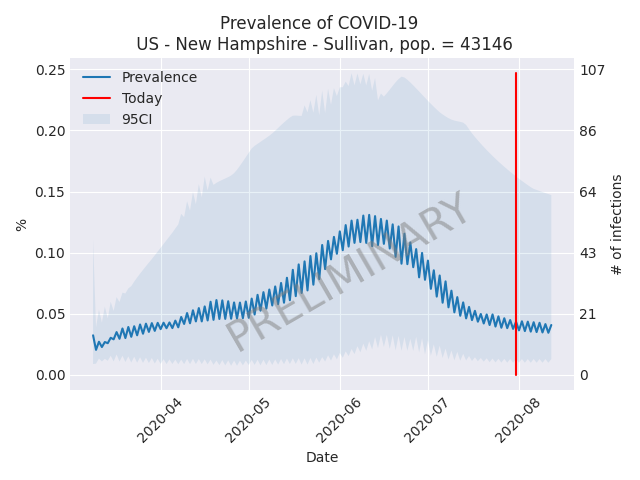 Prevalence of COVID-19
US - New Hampshire - Sullivan, pop. = 43146
Prevalence
Today
95CI
0.25
0.20
0.15
0.10
0.05
0.00
%
107
86
64
43
21
0
# of infections
PRELIMINARY
2020-04
2020-05
2020-06
2020-07
2020-08
Date